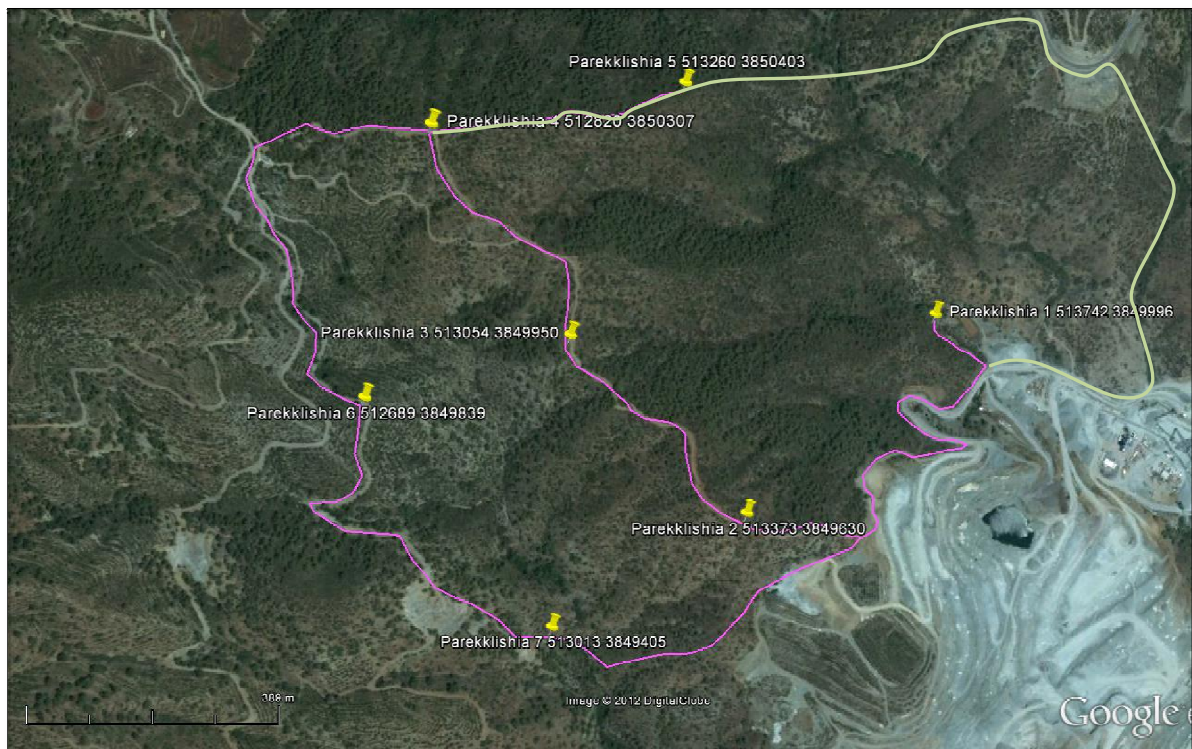 Parekklishia 5 513260 3850403
Parekklishia 4 512820 3850307
Parekklishia 1 513742 3849996
Parekklishia 3 513054 3849950
Parekklishia 6 512689 3849839
Parekklishia 2 513373 3849630
Parekklishia 7 513013 3849405
389 m
Image © 2012 DigitalGlobe
Google e